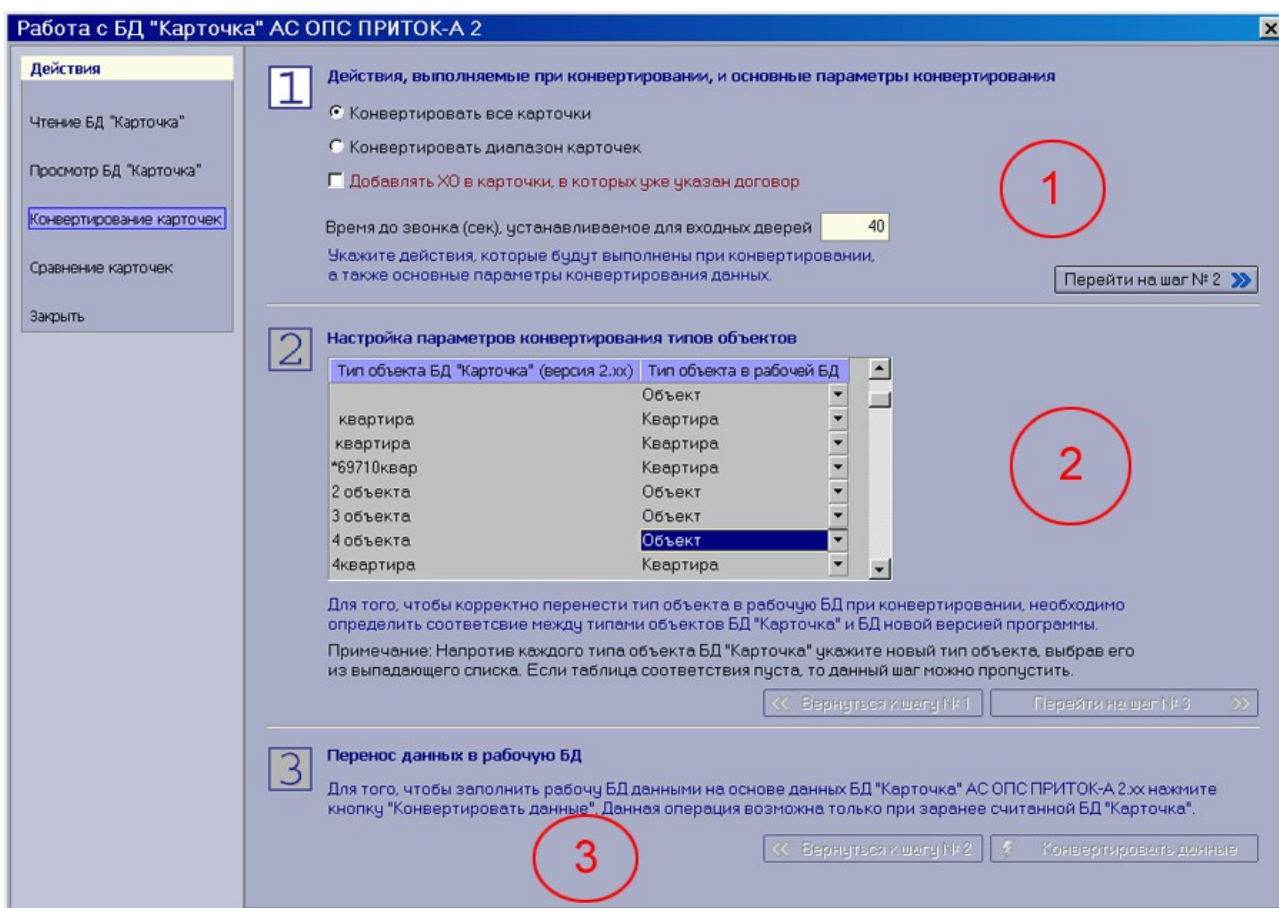 Работа с БД "Карточка" АС ОПС ПРИТОК-А 2
Действия
Чтение БД "Карточка"
Просмотр БД "Карточка"
Конвертирование карточек
Сравнение карточек
Закрыть
1
Действия, выполняемые при конвертировании, и основные параметры конвертирования
Конвертировать все карточки
Конвертировать диапазон карточек
Добавлять ХО в карточки, в которых уже указан договор
Время до звонка (сек), устанавливаемое для входных дверей 40
Укажите действия, которые будут выполнены при конвертировании,
а также основные параметры конвертирования данных.
Перейти на шаг № 2
1
2
Настройка параметров конвертирования типов объектов
Тип объекта БД "Карточка" (версия 2.xx) Тип объекта в рабочей БД
Объект
квартира Квартира
квартира Квартира
*69710квар Квартира
2 объекта Объект
3 объекта Объект
4 объекта Объект
4квартира Квартира
2
Для того, чтобы корректно перенести тип объекта в рабочую БД при конвертировании, необходимо
определить соответсвие между типами объектов БД "Карточка" и БД новой версией программы.
Примечание: Напротив каждого типа объекта БД "Карточка" укажите новый тип объекта, выбрав его
из выпадающего списка. Если таблица соответствия пуста, то данный шаг можно пропустить.
Вернуться к шагу № 1 Перейти на шаг № 3
3
Перенос данных в рабочую БД
Для того, чтобы заполнить рабочу БД данными на основе данных БД "Карточка" АС ОПС ПРИТОК-А 2.xx нажмите
кнопку "Конвертировать данные". Данная операция возможна только при заранее считанной БД "Карточка".
3
Вернуться к шагу № 2 Конвертировать данные